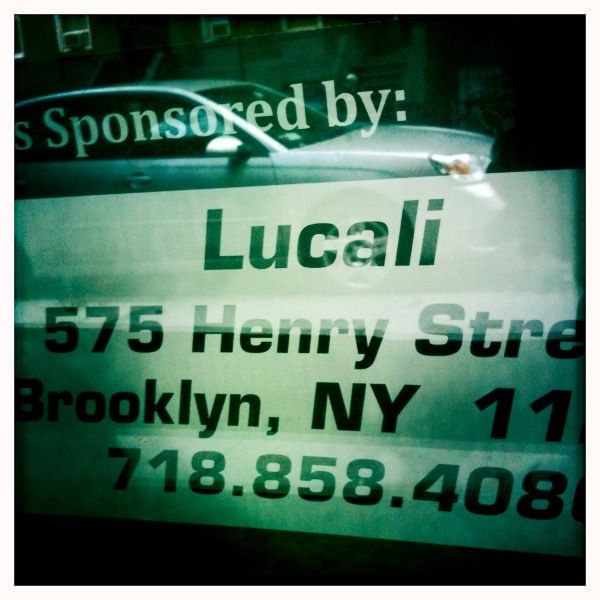 s Sponsored by:
Lucali
575 Henry Stre
Brooklyn, NY 11
718.858.408